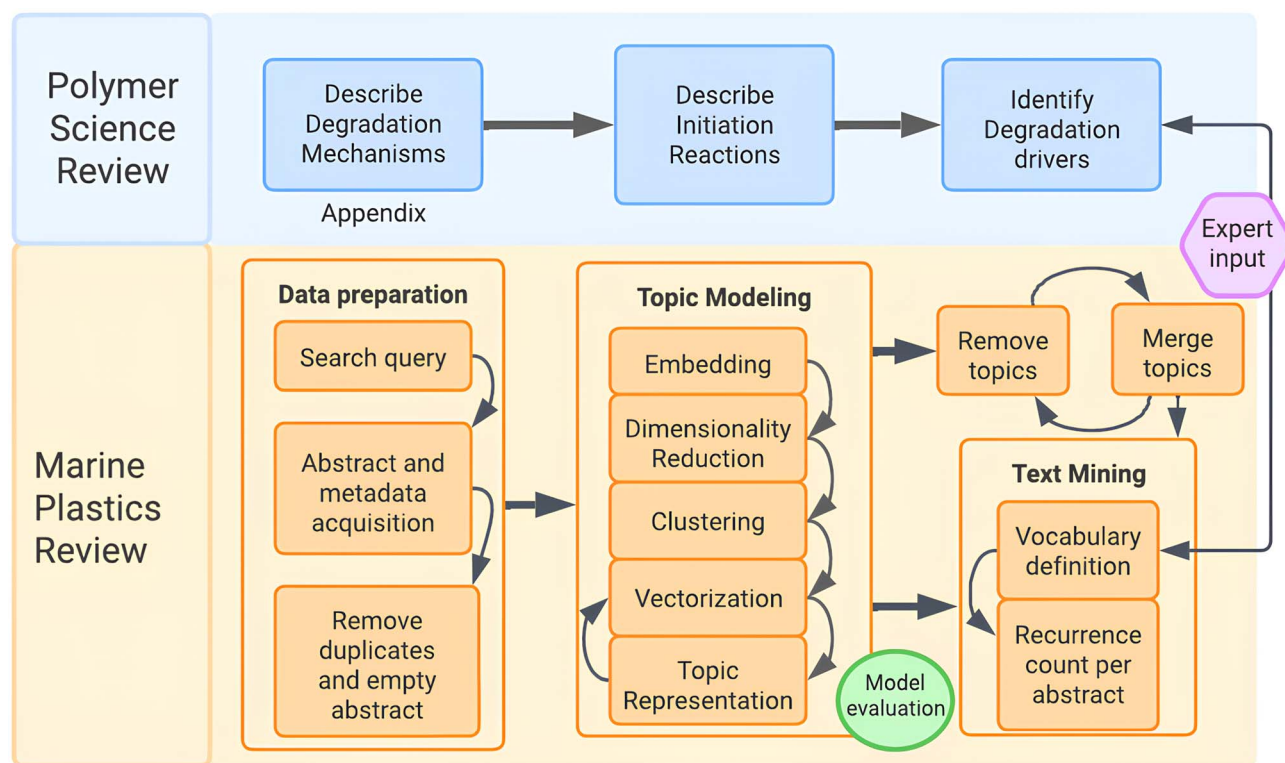 Polymer
Science
Review
Describe
Degradation
Mechanisms
Appendix
Describe
Initiation
Reactions
Identify
Degradation
drivers
Expert
input
Marine
Plastics
Review
Data preparation
Search query
Abstract and
metadata
acquisition
Remove
duplicates
and empty
abstract
Topic Modeling
Embedding
Dimensionality
Reduction
Clustering
Vectorization
Topic
Representation
Model
evaluation
Remove
topics
Merge
topics
Text Mining
Vocabulary
definition
Recurrence
count per
abstract